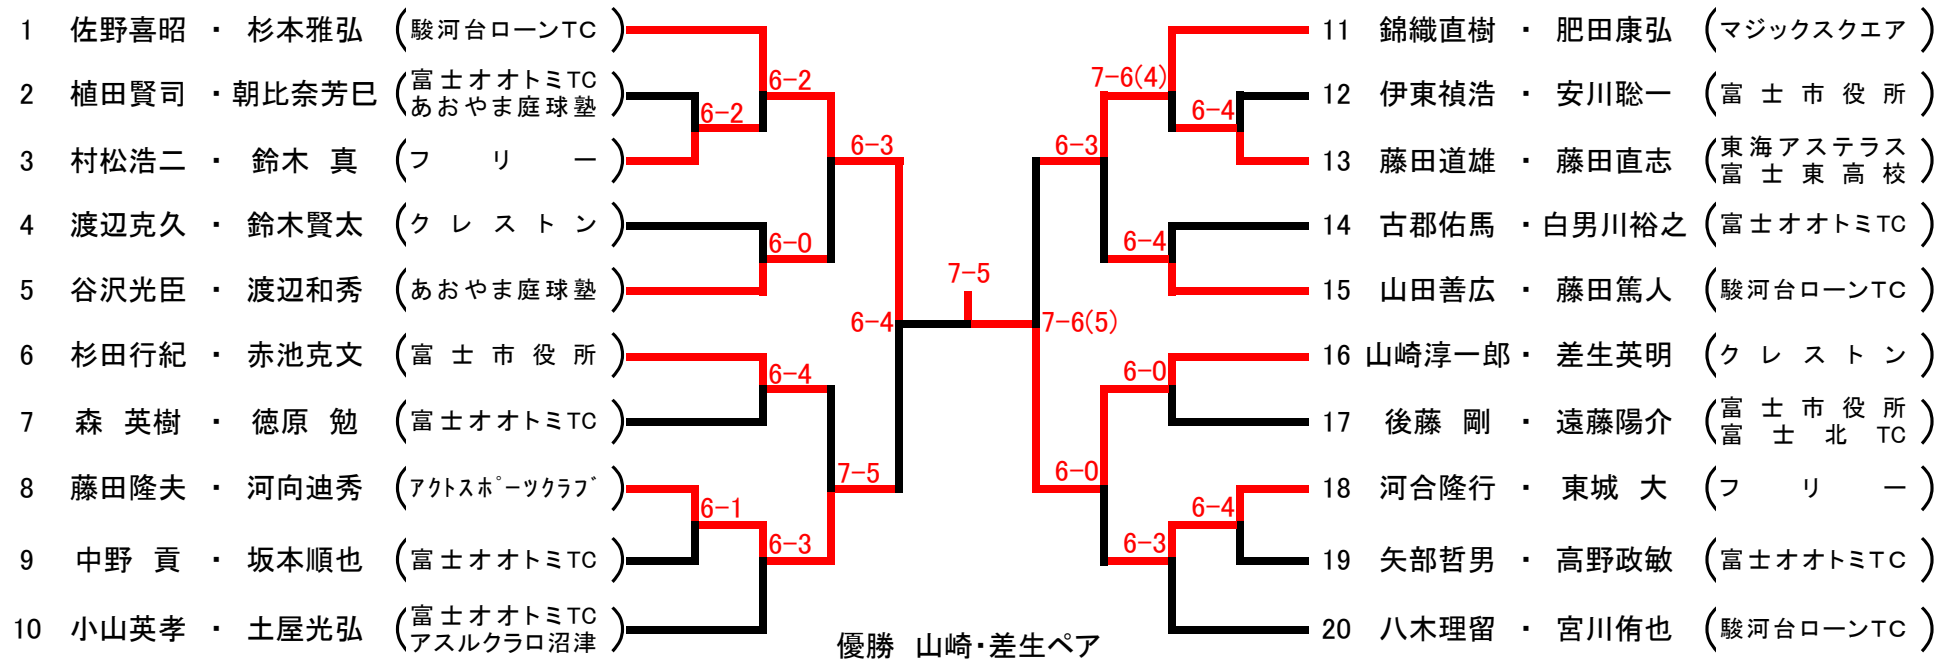 1 佐野喜昭 ・ 杉本雅弘 (駿河台ローンTC)
2 植田賢司 ・ 朝比奈芳巳 (富士オオトミTC
あおやま庭球塾)
3 村松浩二 ・ 鈴木 真 (フリー)
4 渡辺克久 ・ 鈴木賢太 (クレストン)
5 谷沢光臣 ・ 渡辺和秀 (あおやま庭球塾)
6 杉田行紀 ・ 赤池克文 (富士市役所)
7 森 英樹 ・ 徳原 勉 (富士オオトミTC)
8 藤田隆夫 ・ 河向迪秀 (アクトスポーツクラブ)
9 中野 貢 ・ 坂本順也 (富士オオトミTC)
10 小山英孝 ・ 土屋光弘 (富士オオトミTC
アスルクラロ沼津)
6-2
6-2
6-3
6-0
6-4
6-4
7-5
6-1
6-3
7-5
7-6(4)
6-4
6-3
6-4
7-6(5)
6-0
6-0
6-4
6-3
11 錦織直樹 ・ 肥田康弘 (マジックスクエア)
12 伊東禎浩 ・ 安川聡一 (富士市役所)
13 藤田道雄 ・ 藤田直志 (東海アステラス
富士東高校)
14 古郡佑馬 ・ 白男川裕之 (富士オオトミTC)
15 山田善広 ・ 藤田篤人 (駿河台ローンTC)
16 山崎淳一郎 ・ 差生英明 (クレストン)
17 後藤 剛 ・ 遠藤陽介 (富士市役所
富士北TC)
18 河合隆行 ・ 東城 大 (フリー)
19 矢部哲男 ・ 高野政敏 (富士オオトミTC)
20 八木理留 ・ 宮川侑也 (駿河台ローンTC)
優勝 山崎・差生ペア